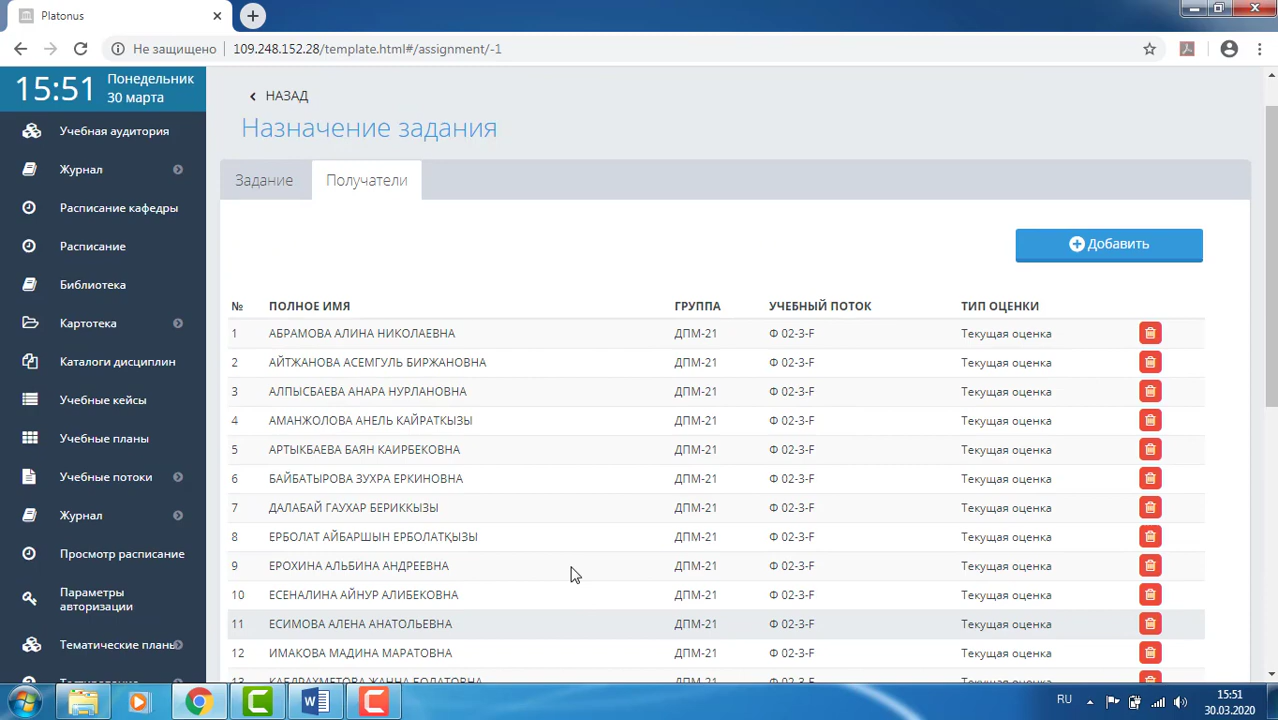 Platonus
Не защищено 109.248.152.28/template.html#/assignment/-1
15:51 Понедельник
30 марта
Учебная аудитория
Журнал
Расписание кафедры
Расписание
Библиотека
Картотека
Каталоги дисциплин
Учебные кейсы
Учебные планы
Учебные потоки
Журнал
Просмотр расписание
Параметры
авторизации
Тематические планы
НАЗАД
Назначение задания
Задание Получатели
Добавить
№ ПОЛНОЕ ИМЯ ГРУППА УЧЕБНЫЙ ПОТОК ТИП ОЦЕНКИ
1 АБРАМОВА АЛИНА НИКОЛАЕВНА ДПМ-21 Ф 02-3-F Текущая оценка
2 АЙТЖАНОВА АСЕМГУЛЬ БИРЖАНОВНА ДПМ-21 Ф 02-3-F Текущая оценка
3 АЛПЫСБАЕВА АНАРА НУРЛАНОВНА ДПМ-21 Ф 02-3-F Текущая оценка
4 АМАНЖОЛОВА АНЕЛЬ КАЙРАТКЫЗЫ ДПМ-21 Ф 02-3-F Текущая оценка
5 АРТЫКБАЕВА БАЯН КАИРБЕКОВНА ДПМ-21 Ф 02-3-F Текущая оценка
6 БАЙБАТЫРОВА ЗУХРА ЕРКИНОВНА ДПМ-21 Ф 02-3-F Текущая оценка
7 ДАЛАБАЙ ГАУХАР БЕРИККЫЗЫ ДПМ-21 Ф 02-3-F Текущая оценка
8 ЕРБОЛАТ АЙБАРШЫН ЕРБОЛАТҚЫЗЫ ДПМ-21 Ф 02-3-F Текущая оценка
9 ЕРОХИНА АЛЬБИНА АНДРЕЕВНА ДПМ-21 Ф 02-3-F Текущая оценка
10 ЕСЕНАЛИНА АЙНУР АЛИБЕКОВНА ДПМ-21 Ф 02-3-F Текущая оценка
11 ЕСИМОВА АЛЕНА АНАТОЛЬЕВНА ДПМ-21 Ф 02-3-F Текущая оценка
12 ИМАКОВА МАДИНА МАРАТОВНА ДПМ-21 Ф 02-3-F Текущая оценка
RU 15:51
30.03.2020